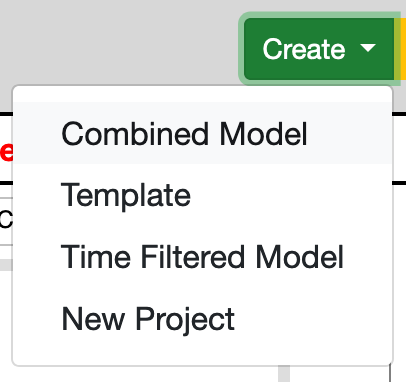 Create
Combined Model
e
Template
C
Time Filtered Model
New Project